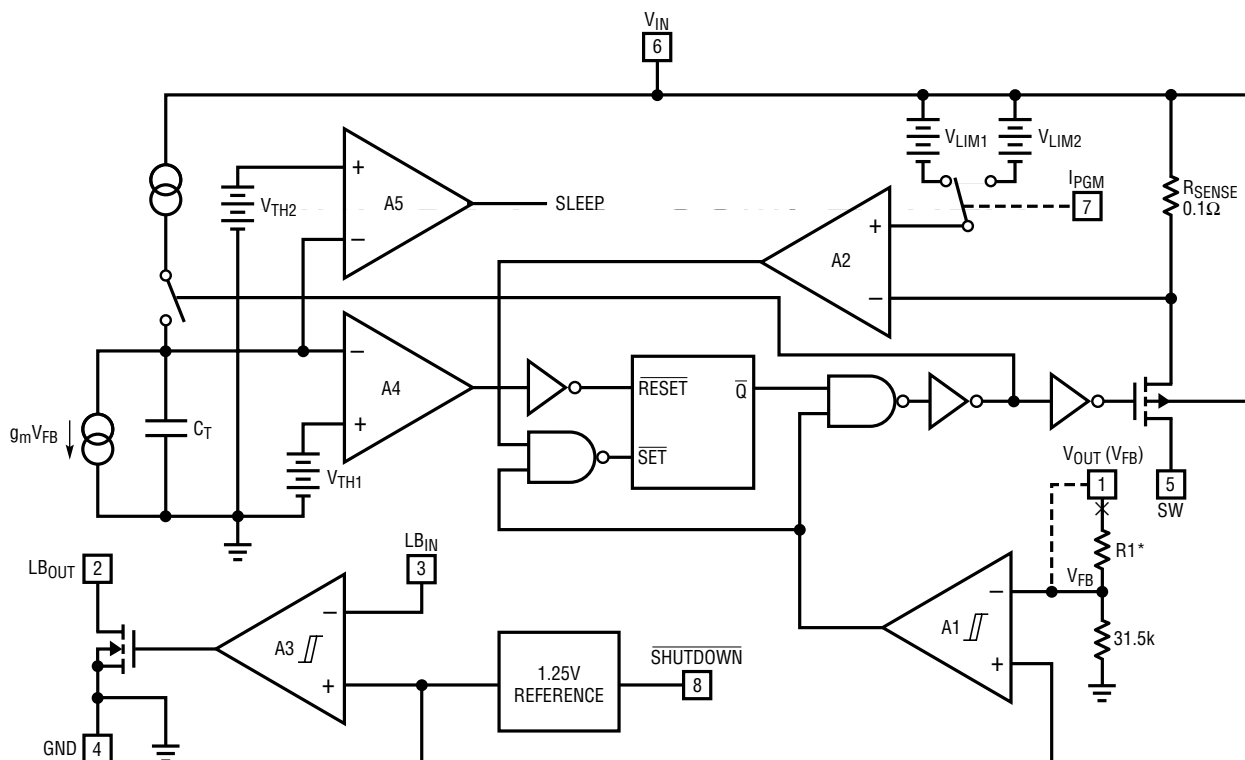 VIN
6
VLIM1
VLIM2
IPGM
7
RSENSE
0.1Ω
+
A5
−
VTH2
SLEEP
+
A2
−
−
A4
+
RESET
Q
SET
gmVFB
CT
VTH1
VOUT (VFB)
1
5
SW
R1*
VFB
31.5k
−
A1
+
LBIN
3
LBOUT
2
−
A3
+
1.25V
REFERENCE
SHUTDOWN
8
GND
4